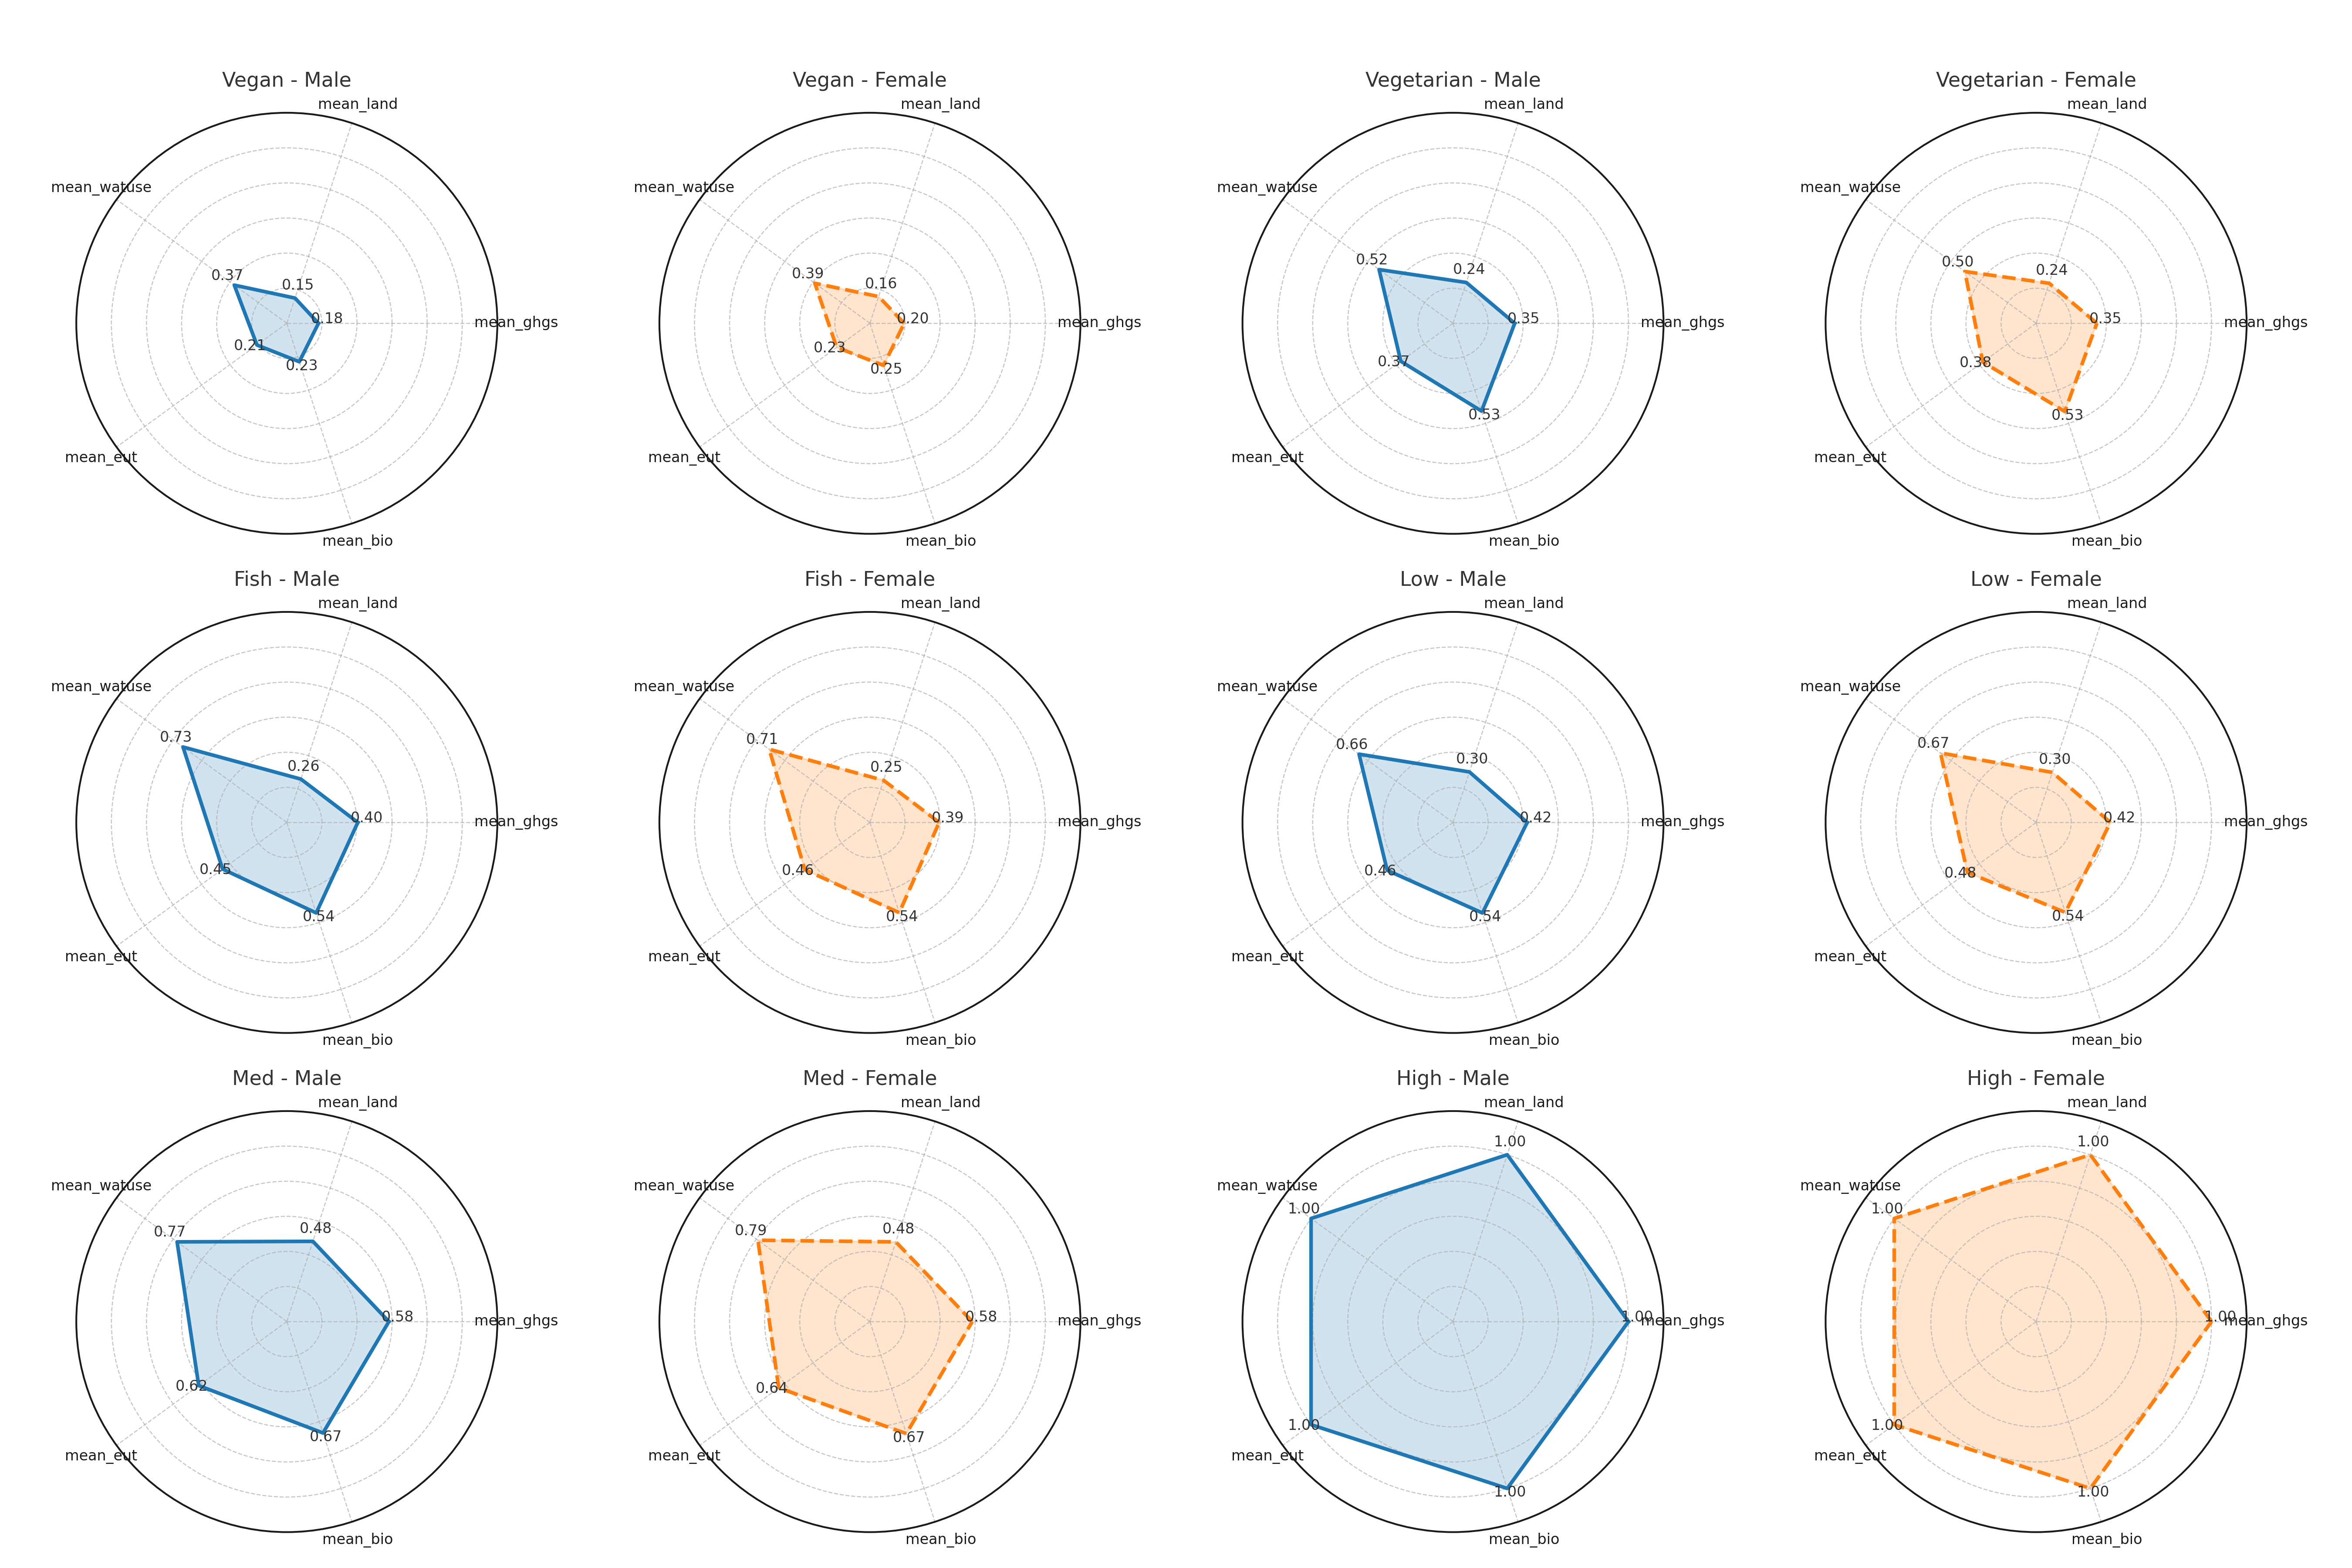 Vegan - Male
mean_land
mean_watuse
0.37
0.15
0.18
mean_ghgs
0.21
0.23
mean_eut
mean_bio
Vegan - Female
mean_land
mean_watuse
0.39
0.16
0.20
mean_ghgs
0.23
0.25
mean_eut
mean_bio
Vegetarian - Male
mean_land
mean_watuse
0.52
0.24
0.35
mean_ghgs
0.37
0.53
mean_eut
mean_bio
Vegetarian - Female
mean_land
mean_watuse
0.50
0.24
0.35
mean_ghgs
0.38
0.53
mean_eut
mean_bio
Fish - Male
mean_land
mean_watuse
0.73
0.26
0.40
mean_ghgs
0.45
0.54
mean_eut
mean_bio
Fish - Female
mean_land
mean_watuse
0.71
0.25
0.39
mean_ghgs
0.46
0.54
mean_eut
mean_bio
Low - Male
mean_land
mean_watuse
0.66
0.30
0.42
mean_ghgs
0.46
0.54
mean_eut
mean_bio
Low - Female
mean_land
mean_watuse
0.67
0.30
0.42
mean_ghgs
0.48
0.54
mean_eut
mean_bio
Med - Male
mean_land
mean_watuse
0.77
0.48
0.58
mean_ghgs
0.62
0.67
mean_eut
mean_bio
Med - Female
mean_land
mean_watuse
0.79
0.48
0.58
mean_ghgs
0.64
0.67
mean_eut
mean_bio
High - Male
mean_land
1.00
mean_watuse
1.00
1.00
mean_ghgs
1.00
mean_eut
1.00
mean_bio
High - Female
mean_land
1.00
mean_watuse
1.00
1.00
mean_ghgs
1.00
mean_eut
1.00
mean_bio